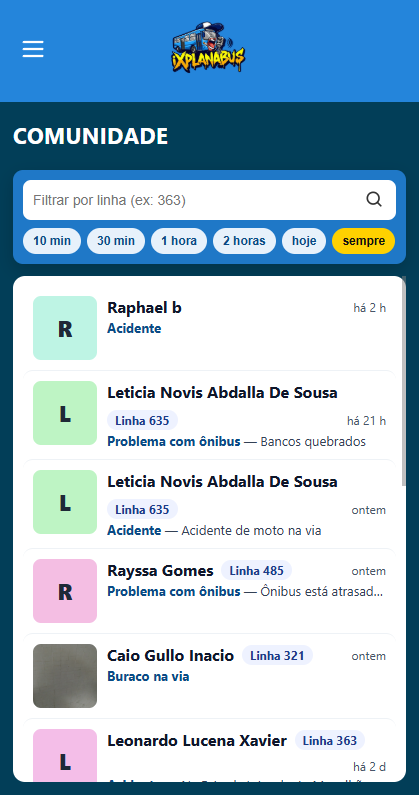 iXPLANABUS
COMUNIDADE
Filtrar por linha (ex: 363)
10 min 30 min 1 hora 2 horas hoje sempre
R Raphael b há 2 h
Acidente
L Leticia Novis Abdalla De Sousa
Linha 635 há 21 h
Problema com ônibus — Bancos quebrados
L Leticia Novis Abdalla De Sousa
Linha 635 ontem
Acidente — Acidente de moto na via
R Rayssa Gomes Linha 485 ontem
Problema com ônibus — Ônibus está atrasad...
Caio Gullo Inacio Linha 321 ontem
Buraco na via
L Leonardo Lucena Xavier Linha 363
há 2 d